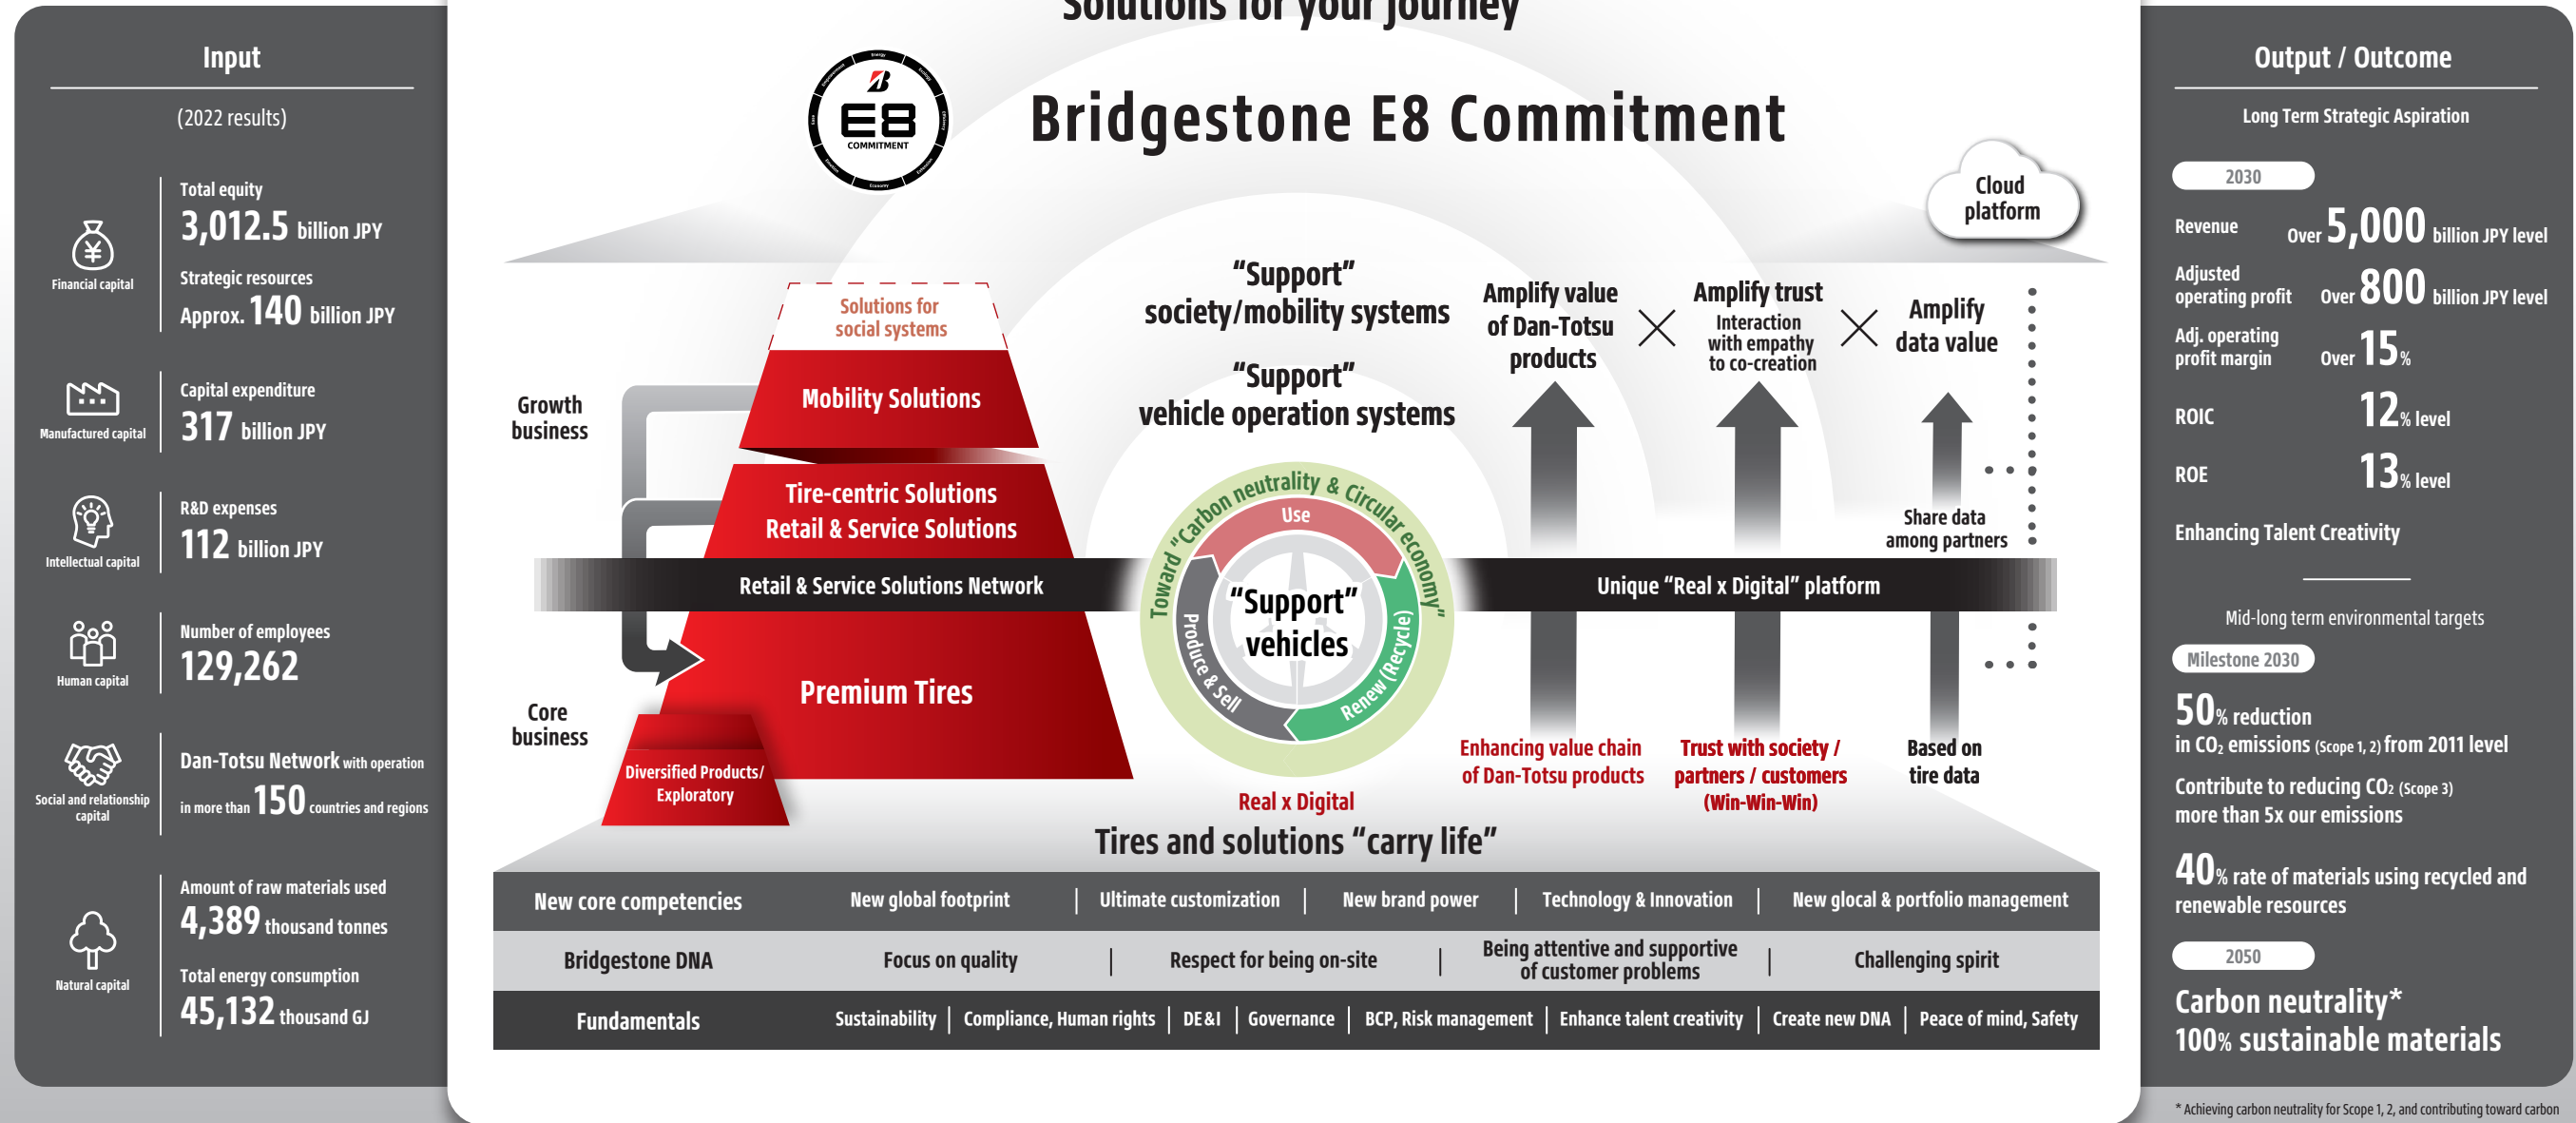 Solutions for your journey
Input
(2022 results)
Financial capital
Total equity
3,012.5 billion JPY
Strategic resources
Approx. 140 billion JPY
Manufactured capital
Capital expenditure
317 billion JPY
Intellectual capital
R&D expenses
112 billion JPY
Human capital
Number of employees
129,262
Social and relationship
capital
Dan-Totsu Network with operation
in more than 150 countries and regions
Natural capital
Amount of raw materials used
4,389 thousand tonnes
Total energy consumption
45,132 thousand GJ
Energy
Ecology
Efficiency
Extension
Economy
Emotion
Ease
Empowerment
E8
COMMITMENT
Bridgestone E8 Commitment
Cloud
platform
Growth
business
Core
business
Solutions for
social systems
Mobility Solutions
Tire-centric Solutions
Retail & Service Solutions
Retail & Service Solutions Network
Premium Tires
Diversified Products/
Exploratory
"Support"
society/mobility systems
"Support"
vehicle operation systems
Toward "Carbon neutrality & Circular economy"
Use
Produce & Sell
Renew (Recycle)
"Support"
vehicles
Real x Digital
Amplify value
of Dan-Totsu
products
Amplify trust
Interaction
with empathy
to co-creation
Amplify
data value
Share data
among partners
Unique "Real x Digital" platform
Enhancing value chain
of Dan-Totsu products
Trust with society /
partners / customers
(Win-Win-Win)
Based on
tire data
Tires and solutions "carry life"
New core competencies
New global footprint | Ultimate customization | New brand power | Technology & Innovation | New glocal & portfolio management
Bridgestone DNA
Focus on quality | Respect for being on-site | Being attentive and supportive
of customer problems | Challenging spirit
Fundamentals
Sustainability | Compliance, Human rights | DE&I | Governance | BCP, Risk management | Enhance talent creativity | Create new DNA | Peace of mind, Safety
Output / Outcome
Long Term Strategic Aspiration
2030
Revenue Over 5,000 billion JPY level
Adjusted
operating profit Over 800 billion JPY level
Adj. operating
profit margin Over 15%
ROIC 12% level
ROE 13% level
Enhancing Talent Creativity
Mid-long term environmental targets
Milestone 2030
50% reduction
in CO₂ emissions (Scope 1, 2) from 2011 level
Contribute to reducing CO₂ (Scope 3)
more than 5x our emissions
40% rate of materials using recycled and
renewable resources
2050
Carbon neutrality*
100% sustainable materials
* Achieving carbon neutrality for Scope 1, 2, and contributing toward carbon